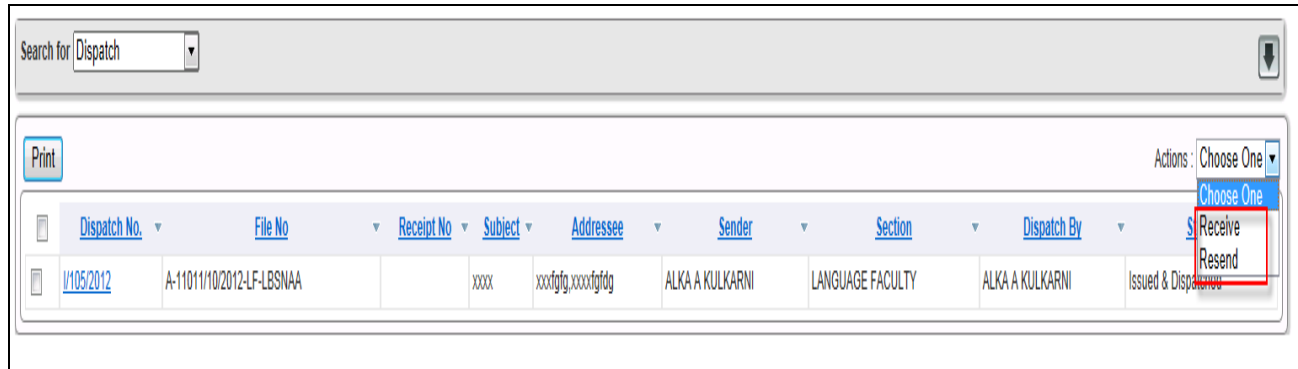 Search for Dispatch
Print
Actions : Choose One
Choose One
Receive
Resend
Dispatch No. File No Receipt No Subject Addressee Sender Section Dispatch By
I/105/2012 A-11011/10/2012-LF-LBSNAA xxxx xxxfgfg,xxxxfgfdg ALKA A KULKARNI LANGUAGE FACULTY ALKA A KULKARNI Issued &